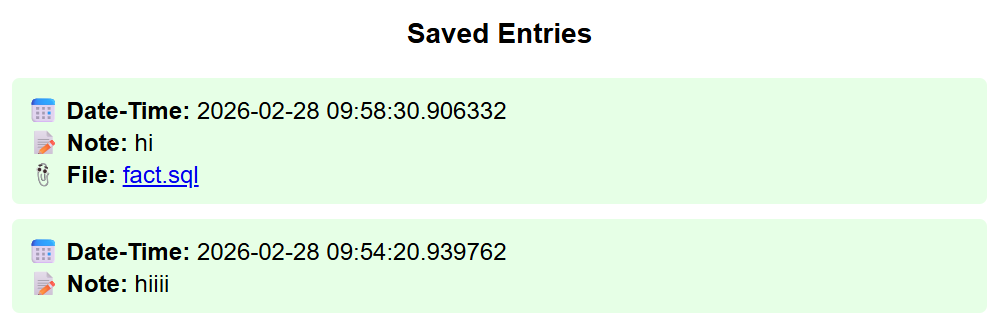 Saved Entries
Date-Time: 2026-02-28 09:58:30.906332
Note: hi
File: fact.sql
Date-Time: 2026-02-28 09:54:20.939762
Note: hiiii